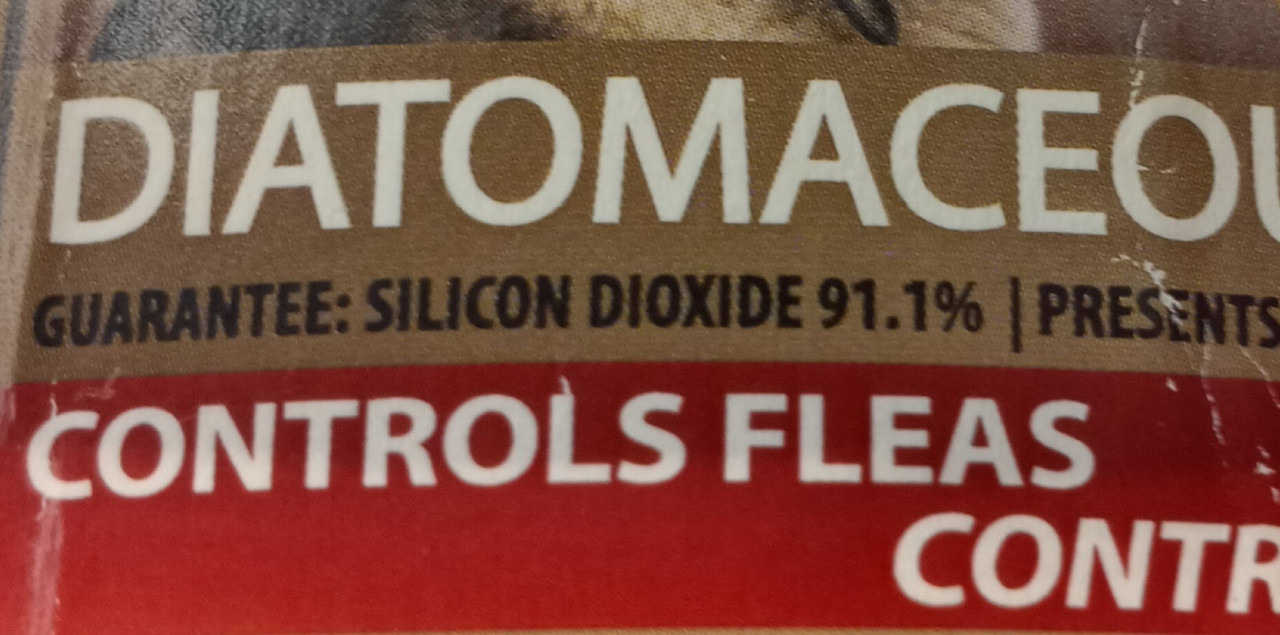 DIATOMACEOU
GUARANTEE: SILICON DIOXIDE 91.1% | PRESENTS
CONTROLS FLEAS
CONTR